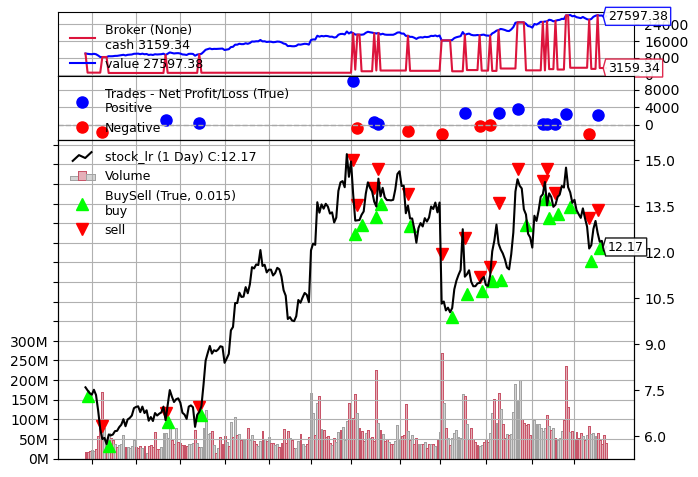 Broker (None)
cash 3159.34
value 27597.38
27597.38
24000
16000
8000
0
3159.34
Trades - Net Profit/Loss (True)
Positive
Negative
8000
4000
0
stock_lr (1 Day) C:12.17
Volume
BuySell (True, 0.015)
buy
sell
15.0
13.5
12.17
12.0
10.5
9.0
7.5
6.0
300M
250M
200M
150M
100M
50M
0M